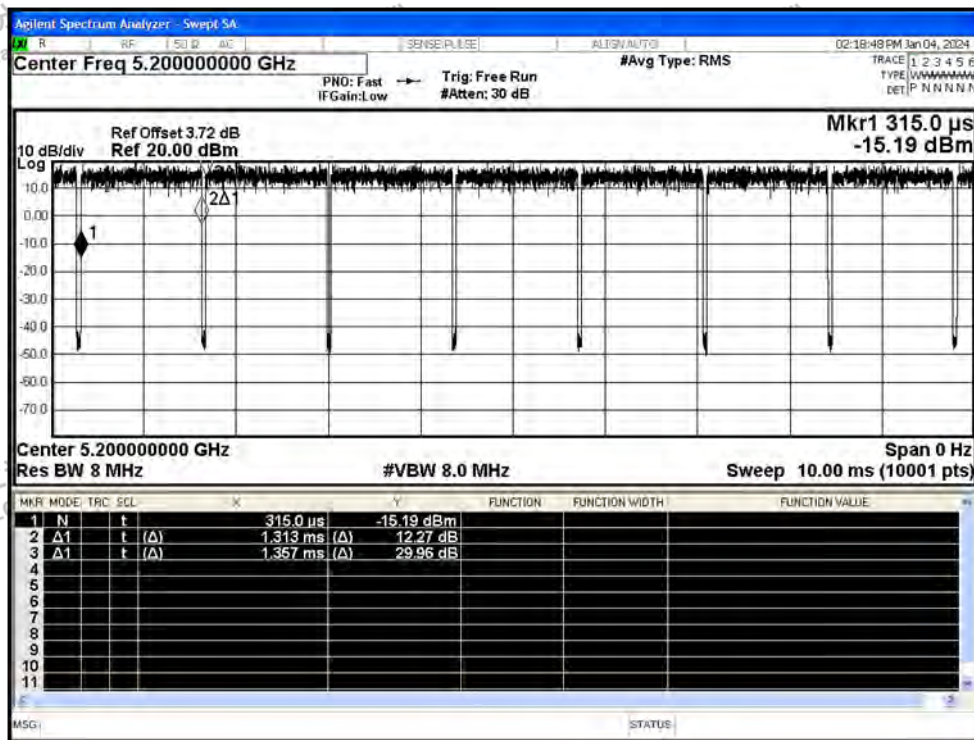 Agilent Spectrum Analyzer - Swept SA
LXI R RF 50 Ω AC SENSE:PULSE ALIGN AUTO 02:18:48 PM Jan 04, 2024
Center Freq 5.200000000 GHz #Avg Type: RMS TRACE 1 2 3 4 5 6
PNO: Fast Trig: Free Run TYPE WWWWWW
IFGain:Low #Atten: 30 dB DET P N N N N N
Mkr1 315.0 µs
Ref Offset 3.72 dB
10 dB/div Ref 20.00 dBm -15.19 dBm
Log
10.0
2Δ1
0.00
1
-10.0
-20.0
-30.0
-40.0
-50.0
-60.0
-70.0
Center 5.200000000 GHz Span 0 Hz
Res BW 8 MHz #VBW 8.0 MHz Sweep 10.00 ms (10001 pts)
MKR MODE TRC SCL X Y FUNCTION FUNCTION WIDTH FUNCTION VALUE
1 N t 315.0 µs -15.19 dBm
2 Δ1 t (Δ) 1.313 ms (Δ) 12.27 dB
3 Δ1 t (Δ) 1.357 ms (Δ) 29.96 dB
4
5
6
7
8
9
10
11
MSG STATUS